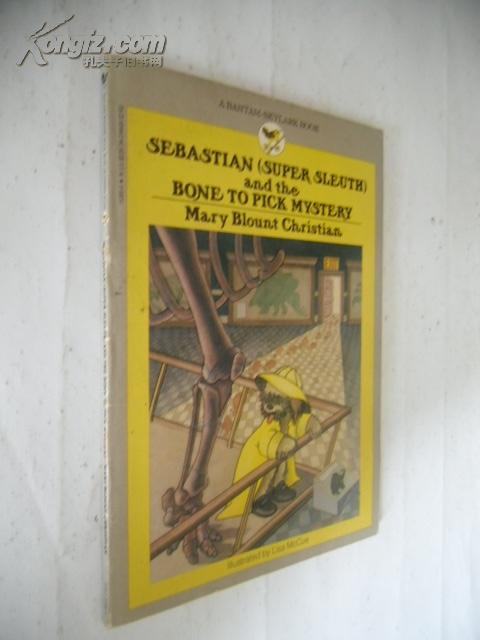 Kongfz.com
孔夫子旧书网
A BANTAM-SKYLARK BOOK
SEBASTIAN (SUPER SLEUTH)
and the
BONE TO PICK MYSTERY
Mary Blount Christian
EXIT
Illustrated by Lisa McCue